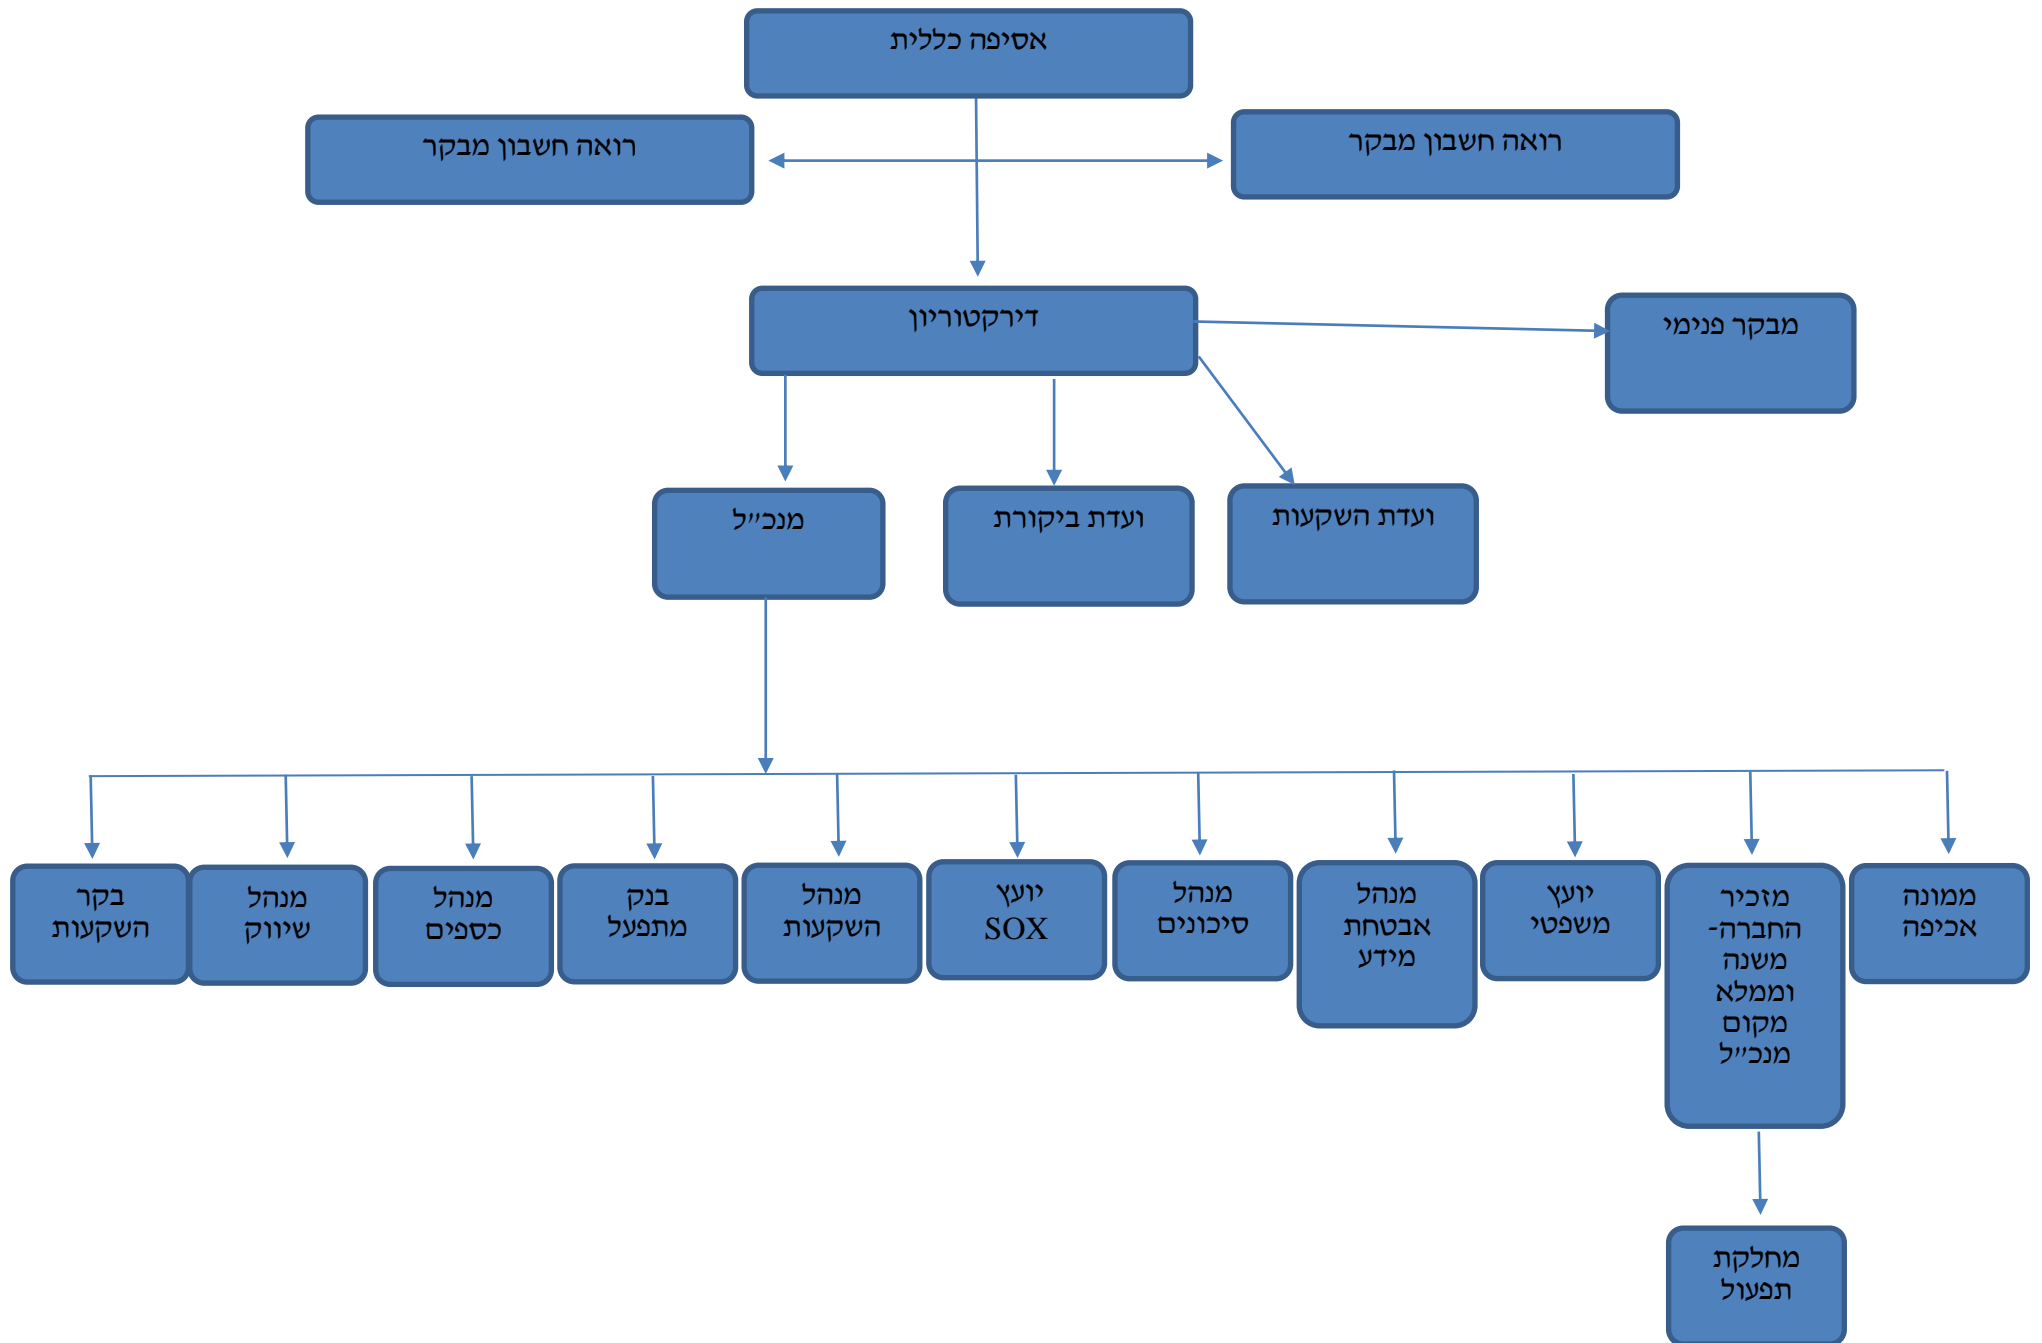 אסיפה כללית
רואה חשבון מבקר
רואה חשבון מבקר
דירקטוריון
מבקר פנימי
ועדת השקעות
ועדת ביקורת
מנכ״ל
ממונה
אכיפה
מזכיר
החברה-
משנה
וממלא
מקום
מנכ״ל
יועץ
משפטי
מנהל
אבטחת
מידע
מנהל
סיכונים
יועץ
SOX
מנהל
השקעות
בנק
מתפעל
מנהל
כספים
מנהל
שיווק
בקר
השקעות
מחלקת
תפעול